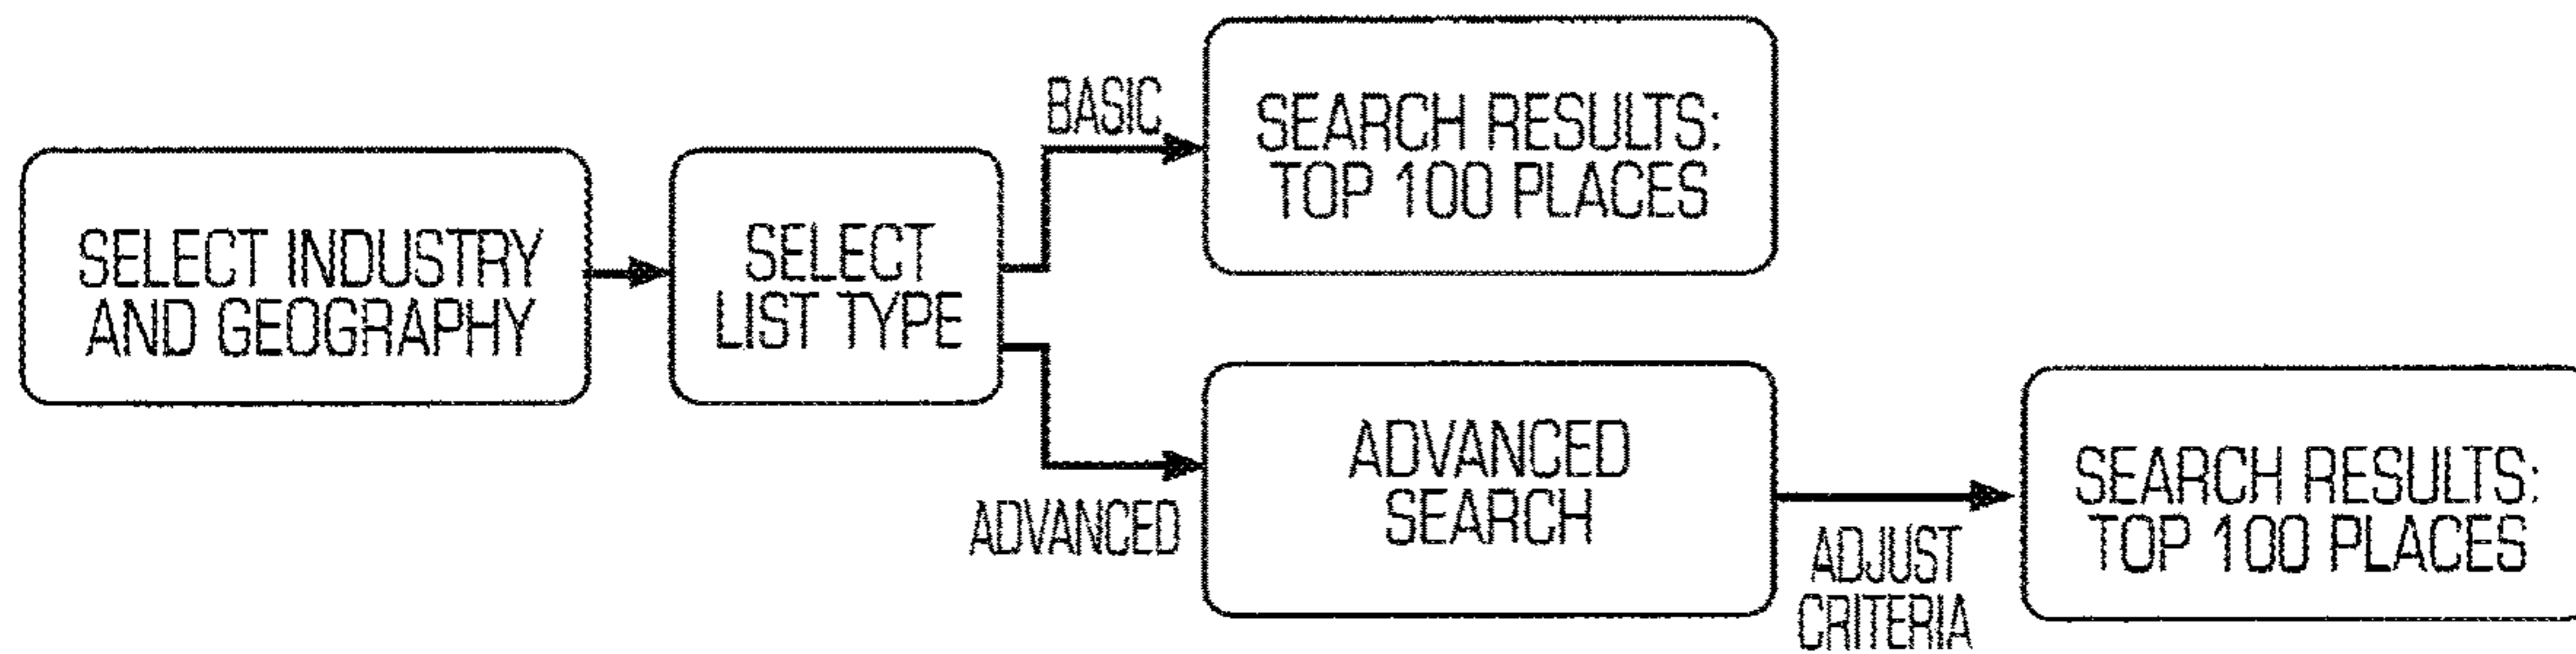 SELECT INDUSTRY
AND GEOGRAPHY
SELECT
LIST TYPE
BASIC
SEARCH RESULTS:
TOP 100 PLACES
ADVANCED
ADVANCED
SEARCH
ADJUST
CRITERIA
SEARCH RESULTS:
TOP 100 PLACES